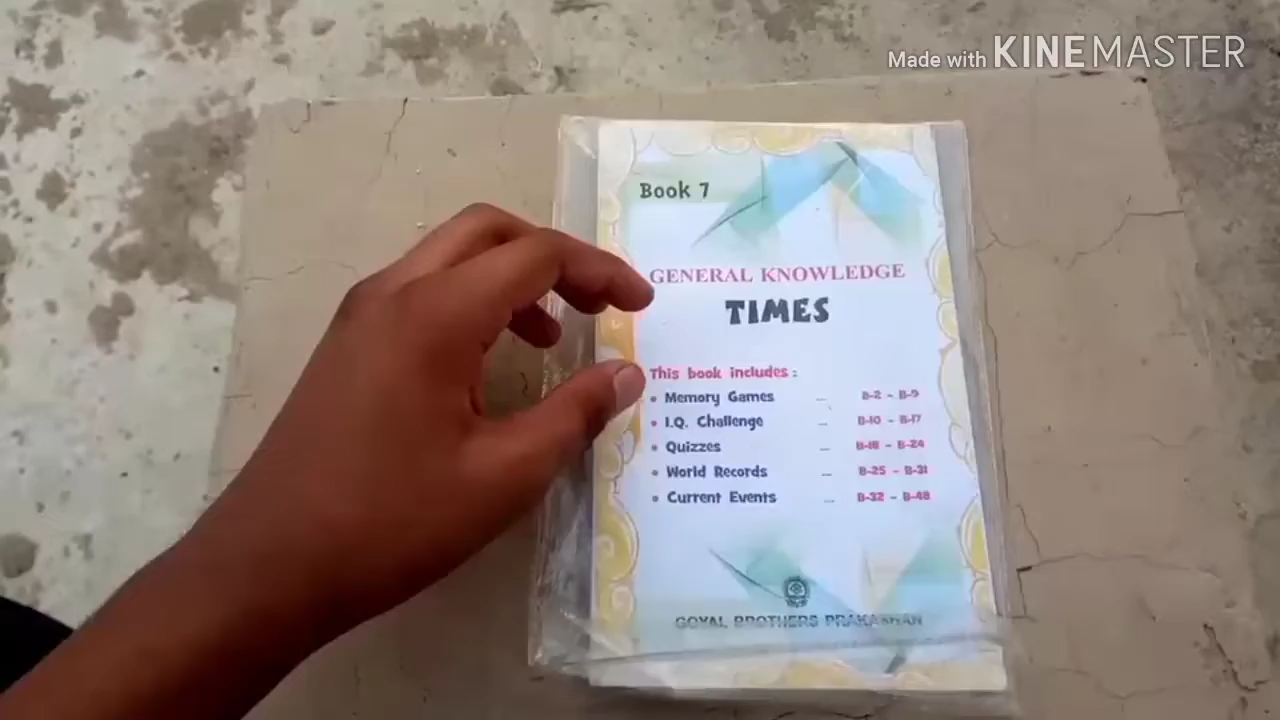 Made with KINEMASTER
Book 7
GENERAL KNOWLEDGE
TIMES
This book includes :
• Memory Games ... B-2 - B-9
• I.Q. Challenge ... B-10 - B-17
• Quizzes ... B-18 - B-24
• World Records ... B-25 - B-31
• Current Events ... B-32 - B-48
GOYAL BROTHERS PRAKASHAN